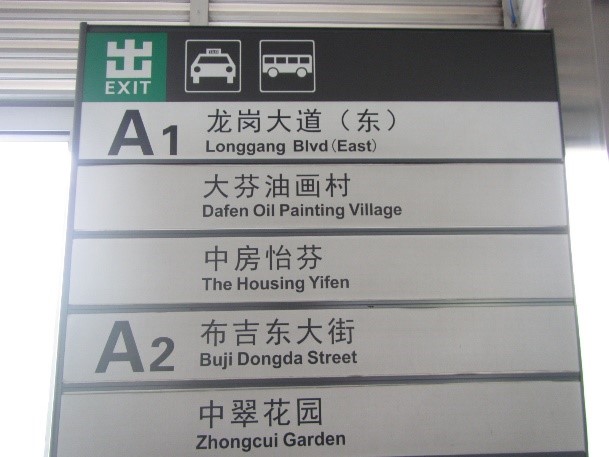 出
EXIT
TAXI
A1 龙岗大道（东）
Longgang Blvd(East)
大芬油画村
Dafen Oil Painting Village
中房怡芬
The Housing Yifen
A2 布吉东大街
Buji Dongda Street
中翠花园
Zhongcui Garden